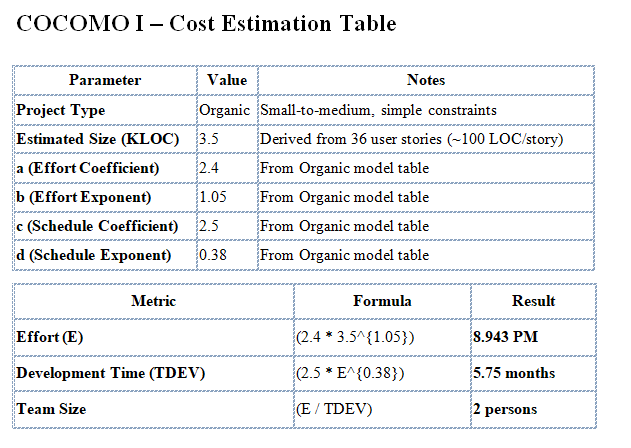 COCOMO I – Cost Estimation Table
Parameter Value Notes
Project Type Organic Small-to-medium, simple constraints
Estimated Size (KLOC) 3.5 Derived from 36 user stories (~100 LOC/story)
a (Effort Coefficient) 2.4 From Organic model table
b (Effort Exponent) 1.05 From Organic model table
c (Schedule Coefficient) 2.5 From Organic model table
d (Schedule Exponent) 0.38 From Organic model table
Metric Formula Result
Effort (E) (2.4 * 3.5^{1.05}) 8.943 PM
Development Time (TDEV) (2.5 * E^{0.38}) 5.75 months
Team Size (E / TDEV) 2 persons